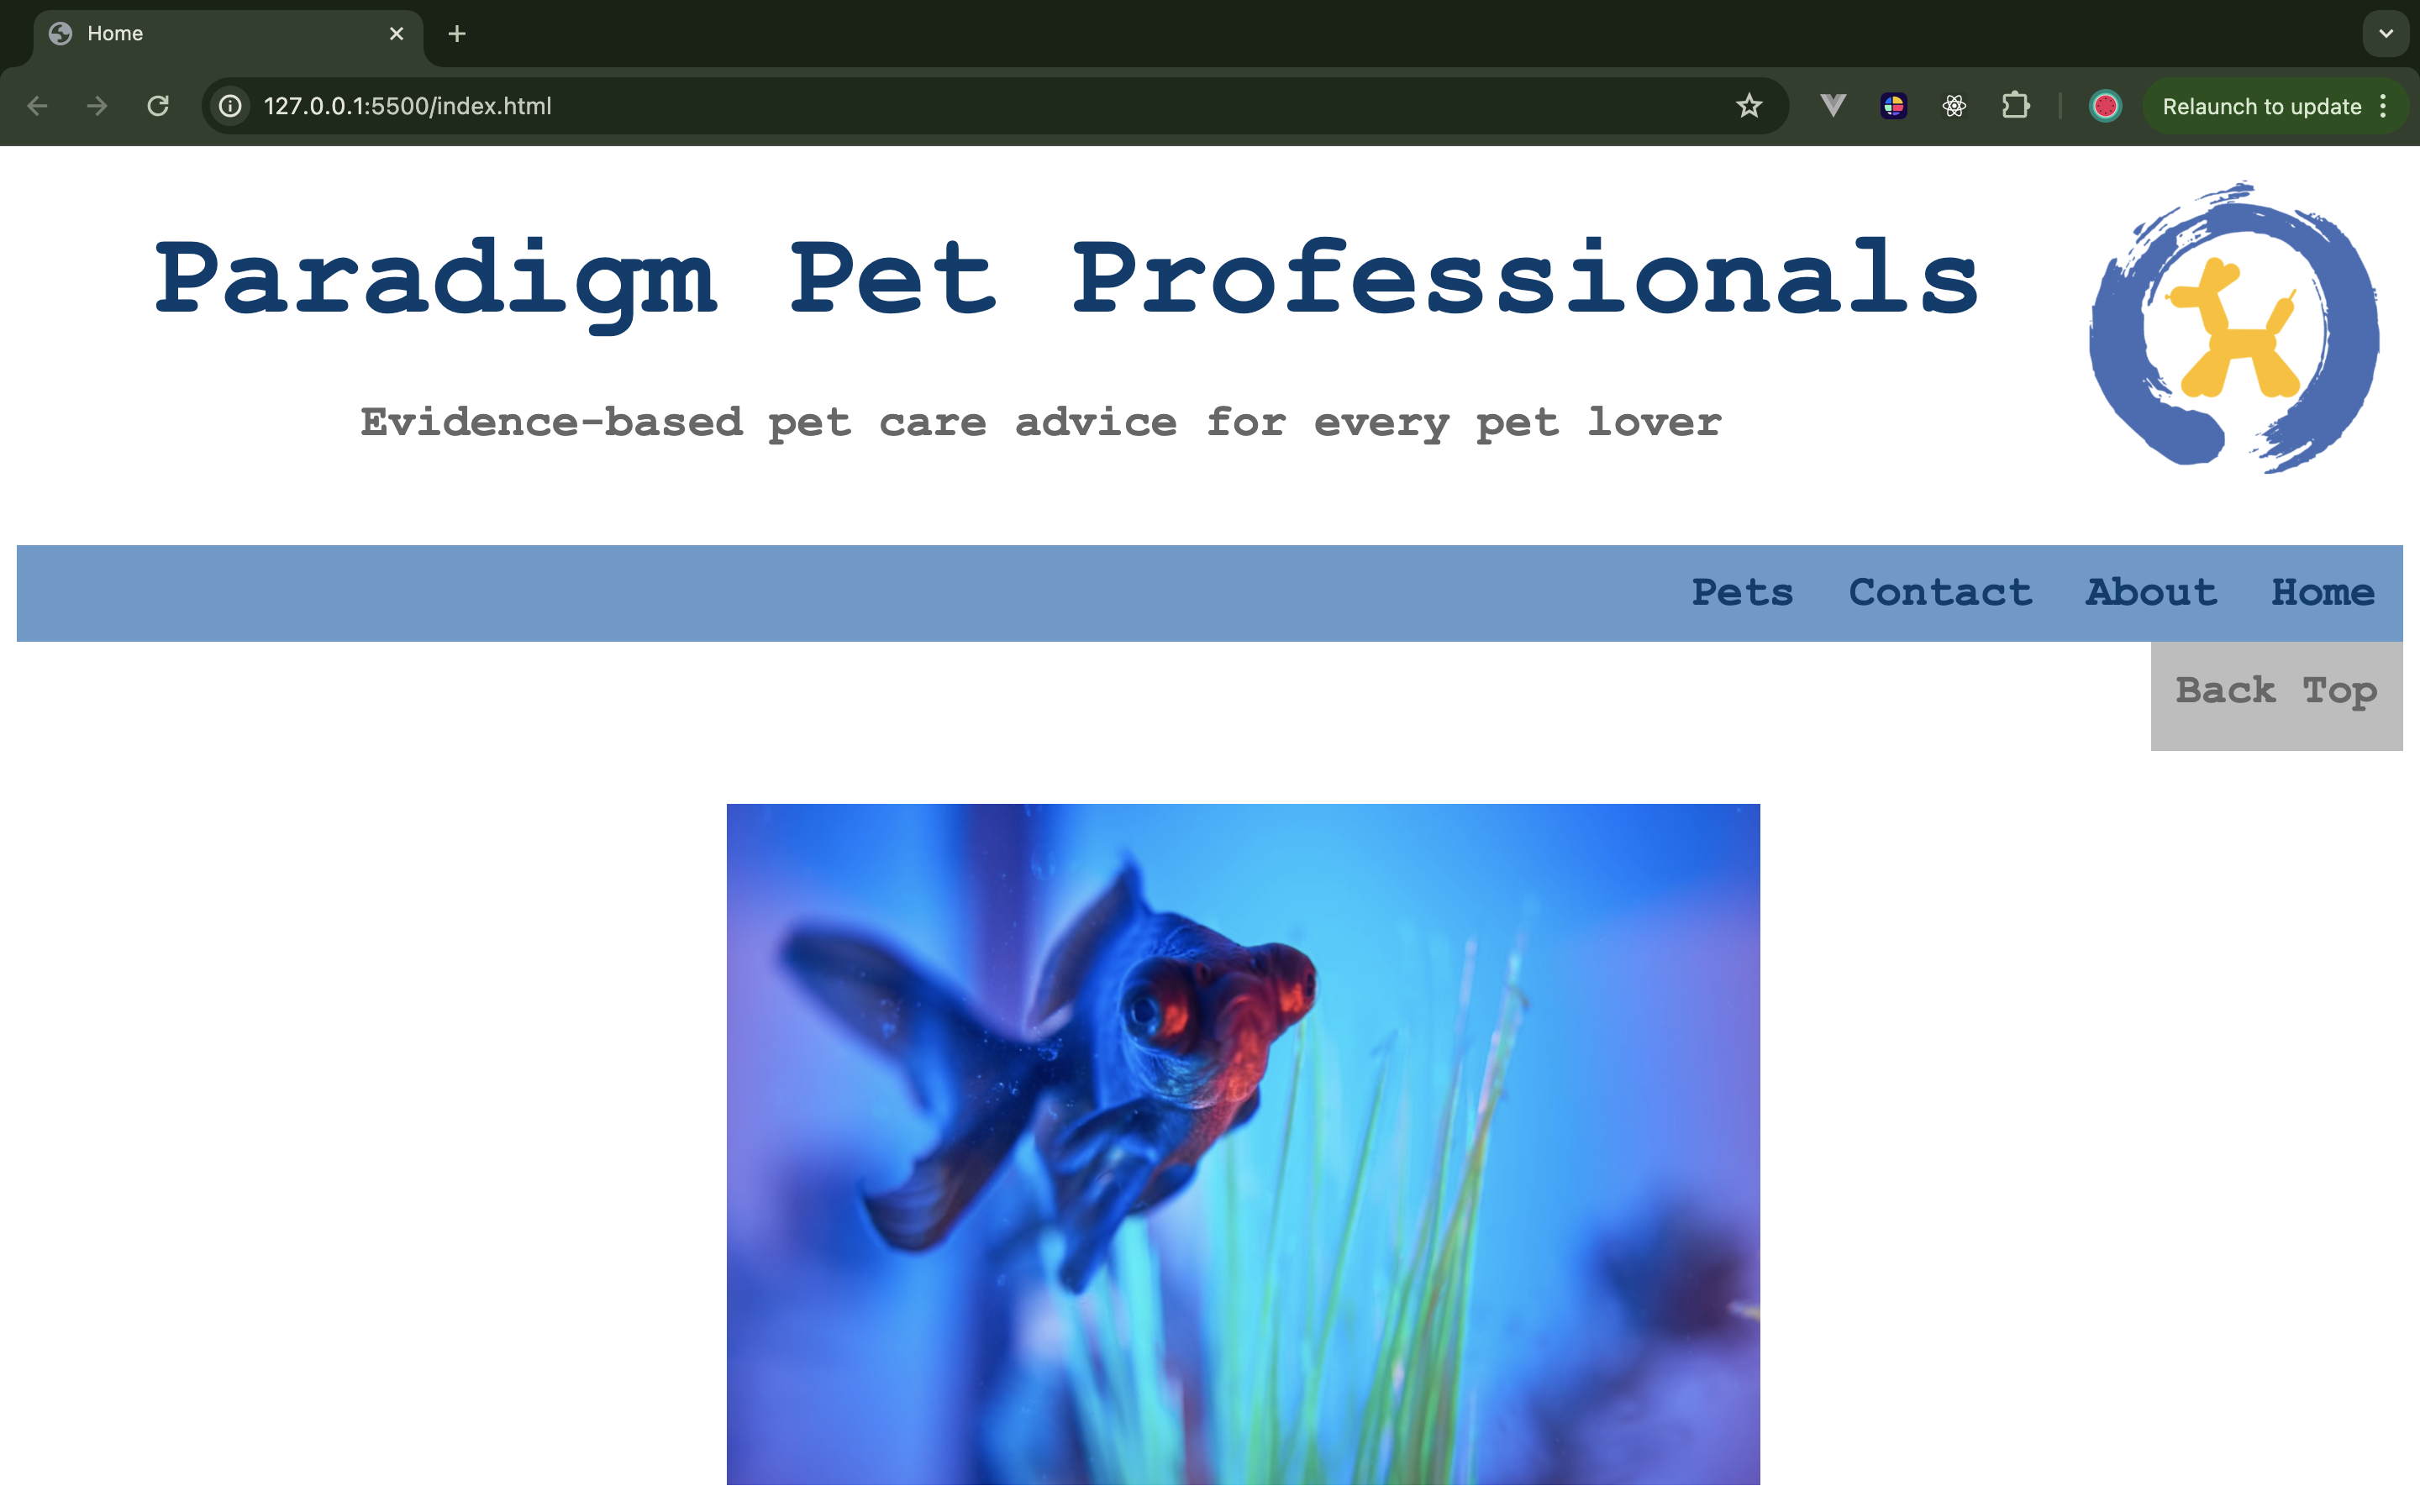 Home
127.0.0.1:5500/index.html
Relaunch to update
Paradigm Pet Professionals
Evidence-based pet care advice for every pet lover
Pets Contact About Home
Back Top